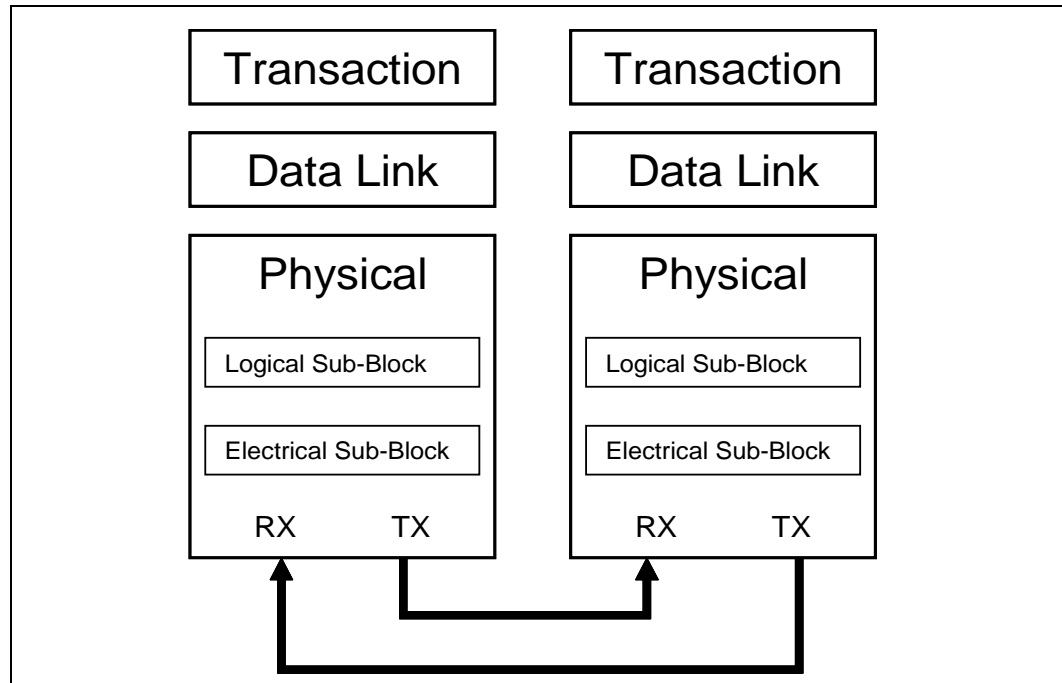 Transaction
Transaction
Data Link
Data Link
Physical
Physical
Logical Sub-Block
Logical Sub-Block
Electrical Sub-Block
Electrical Sub-Block
RX TX
RX TX